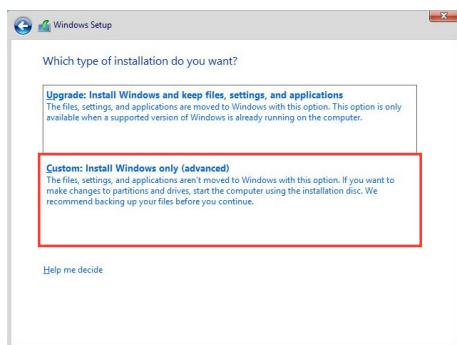 Windows Setup
Which type of installation do you want?
Upgrade: Install Windows and keep files, settings, and applications
The files, settings, and applications are moved to Windows with this option. This option is only
available when a supported version of Windows is already running on the computer.
Custom: Install Windows only (advanced)
The files, settings, and applications aren't moved to Windows with this option. If you want to
make changes to partitions and drives, start the computer using the installation disc. We
recommend backing up your files before you continue.
Help me decide